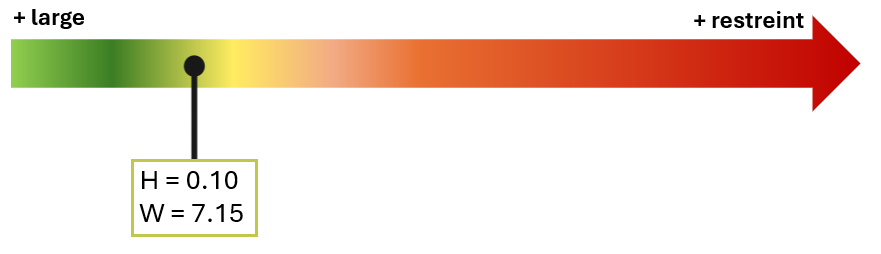 + large
+ restreint
H = 0.10
W = 7.15